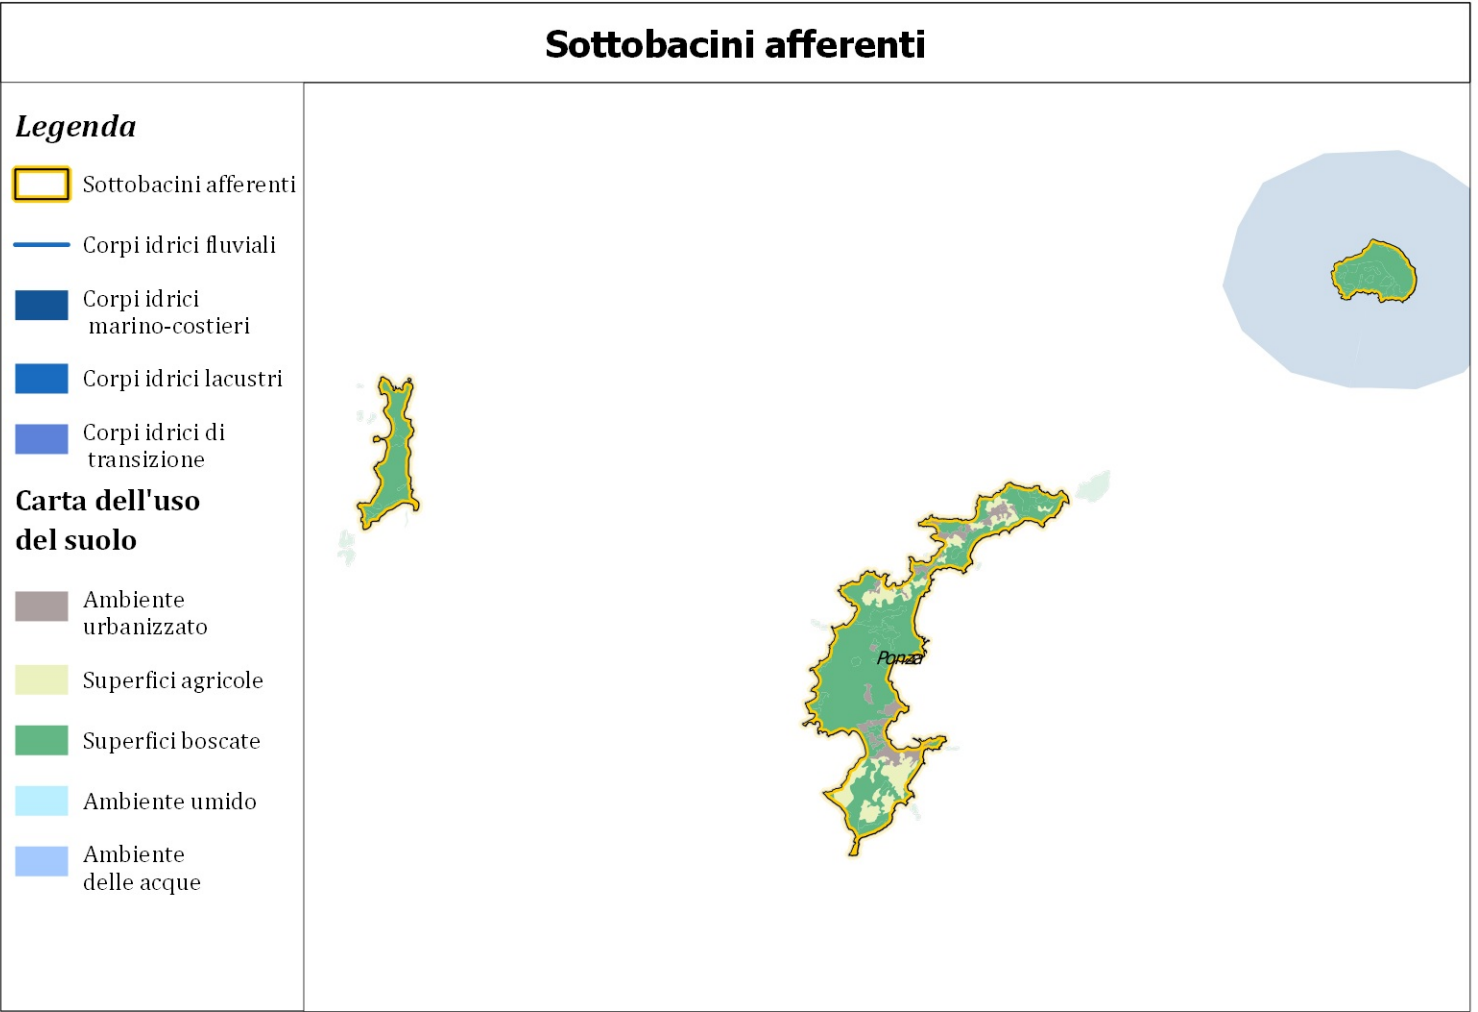 Sottobacini afferenti
Legenda
Sottobacini afferenti
Corpi idrici fluviali
Corpi idrici
marino-costieri
Corpi idrici lacustri
Corpi idrici di
transizione
Carta dell'uso
del suolo
Ambiente
urbanizzato
Superfici agricole
Superfici boscate
Ambiente umido
Ambiente
delle acque
Ponza